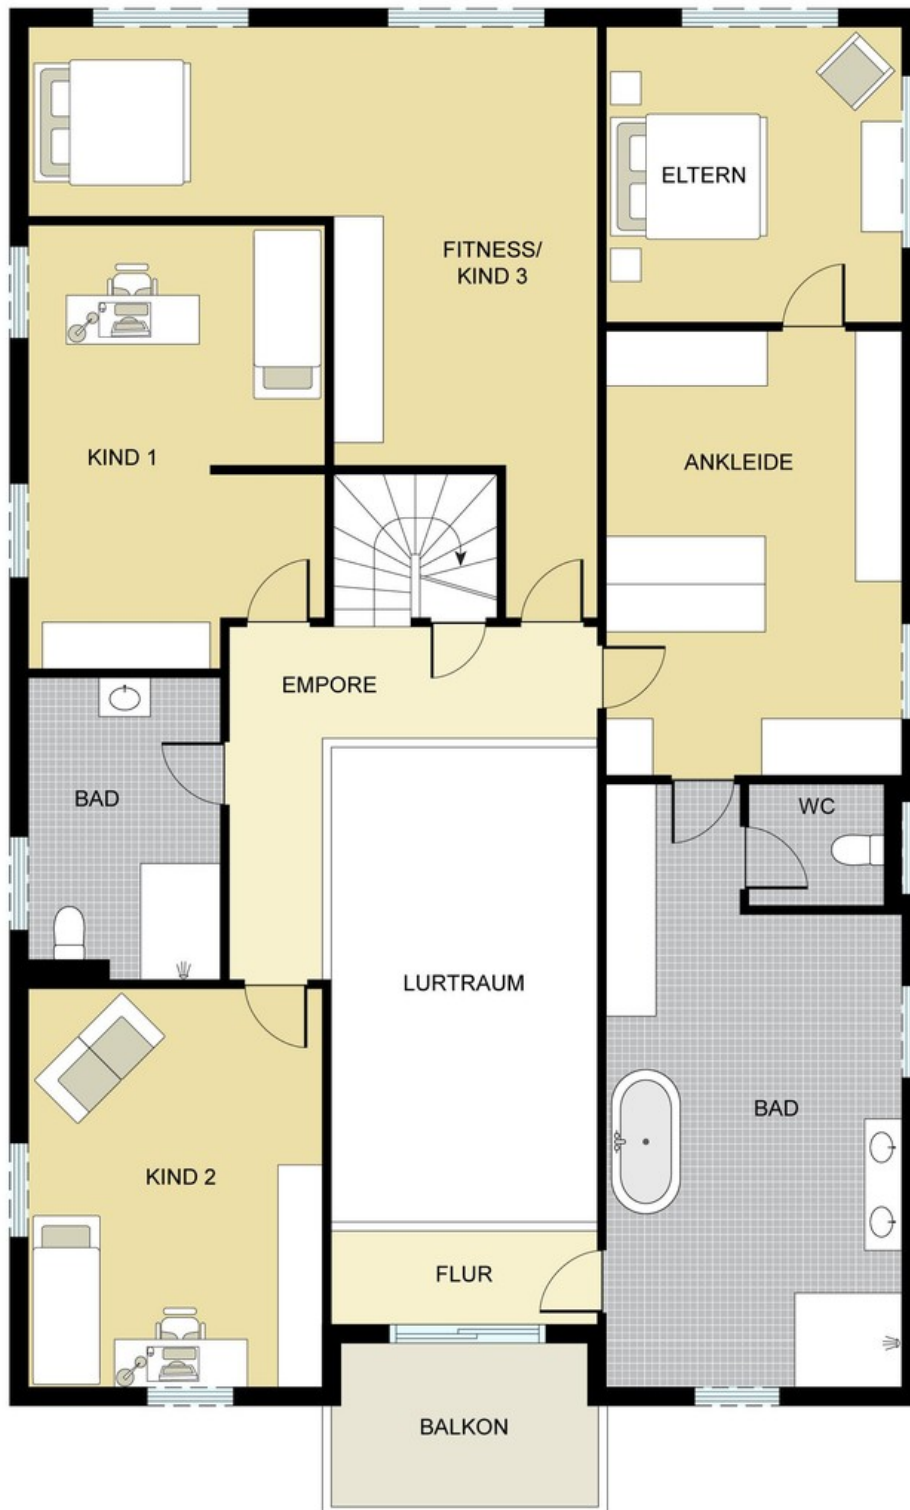 ELTERN
FITNESS/
KIND 3
KIND 1
ANKLEIDE
EMPORE
BAD
WC
LURTRAUM
BAD
KIND 2
FLUR
BALKON